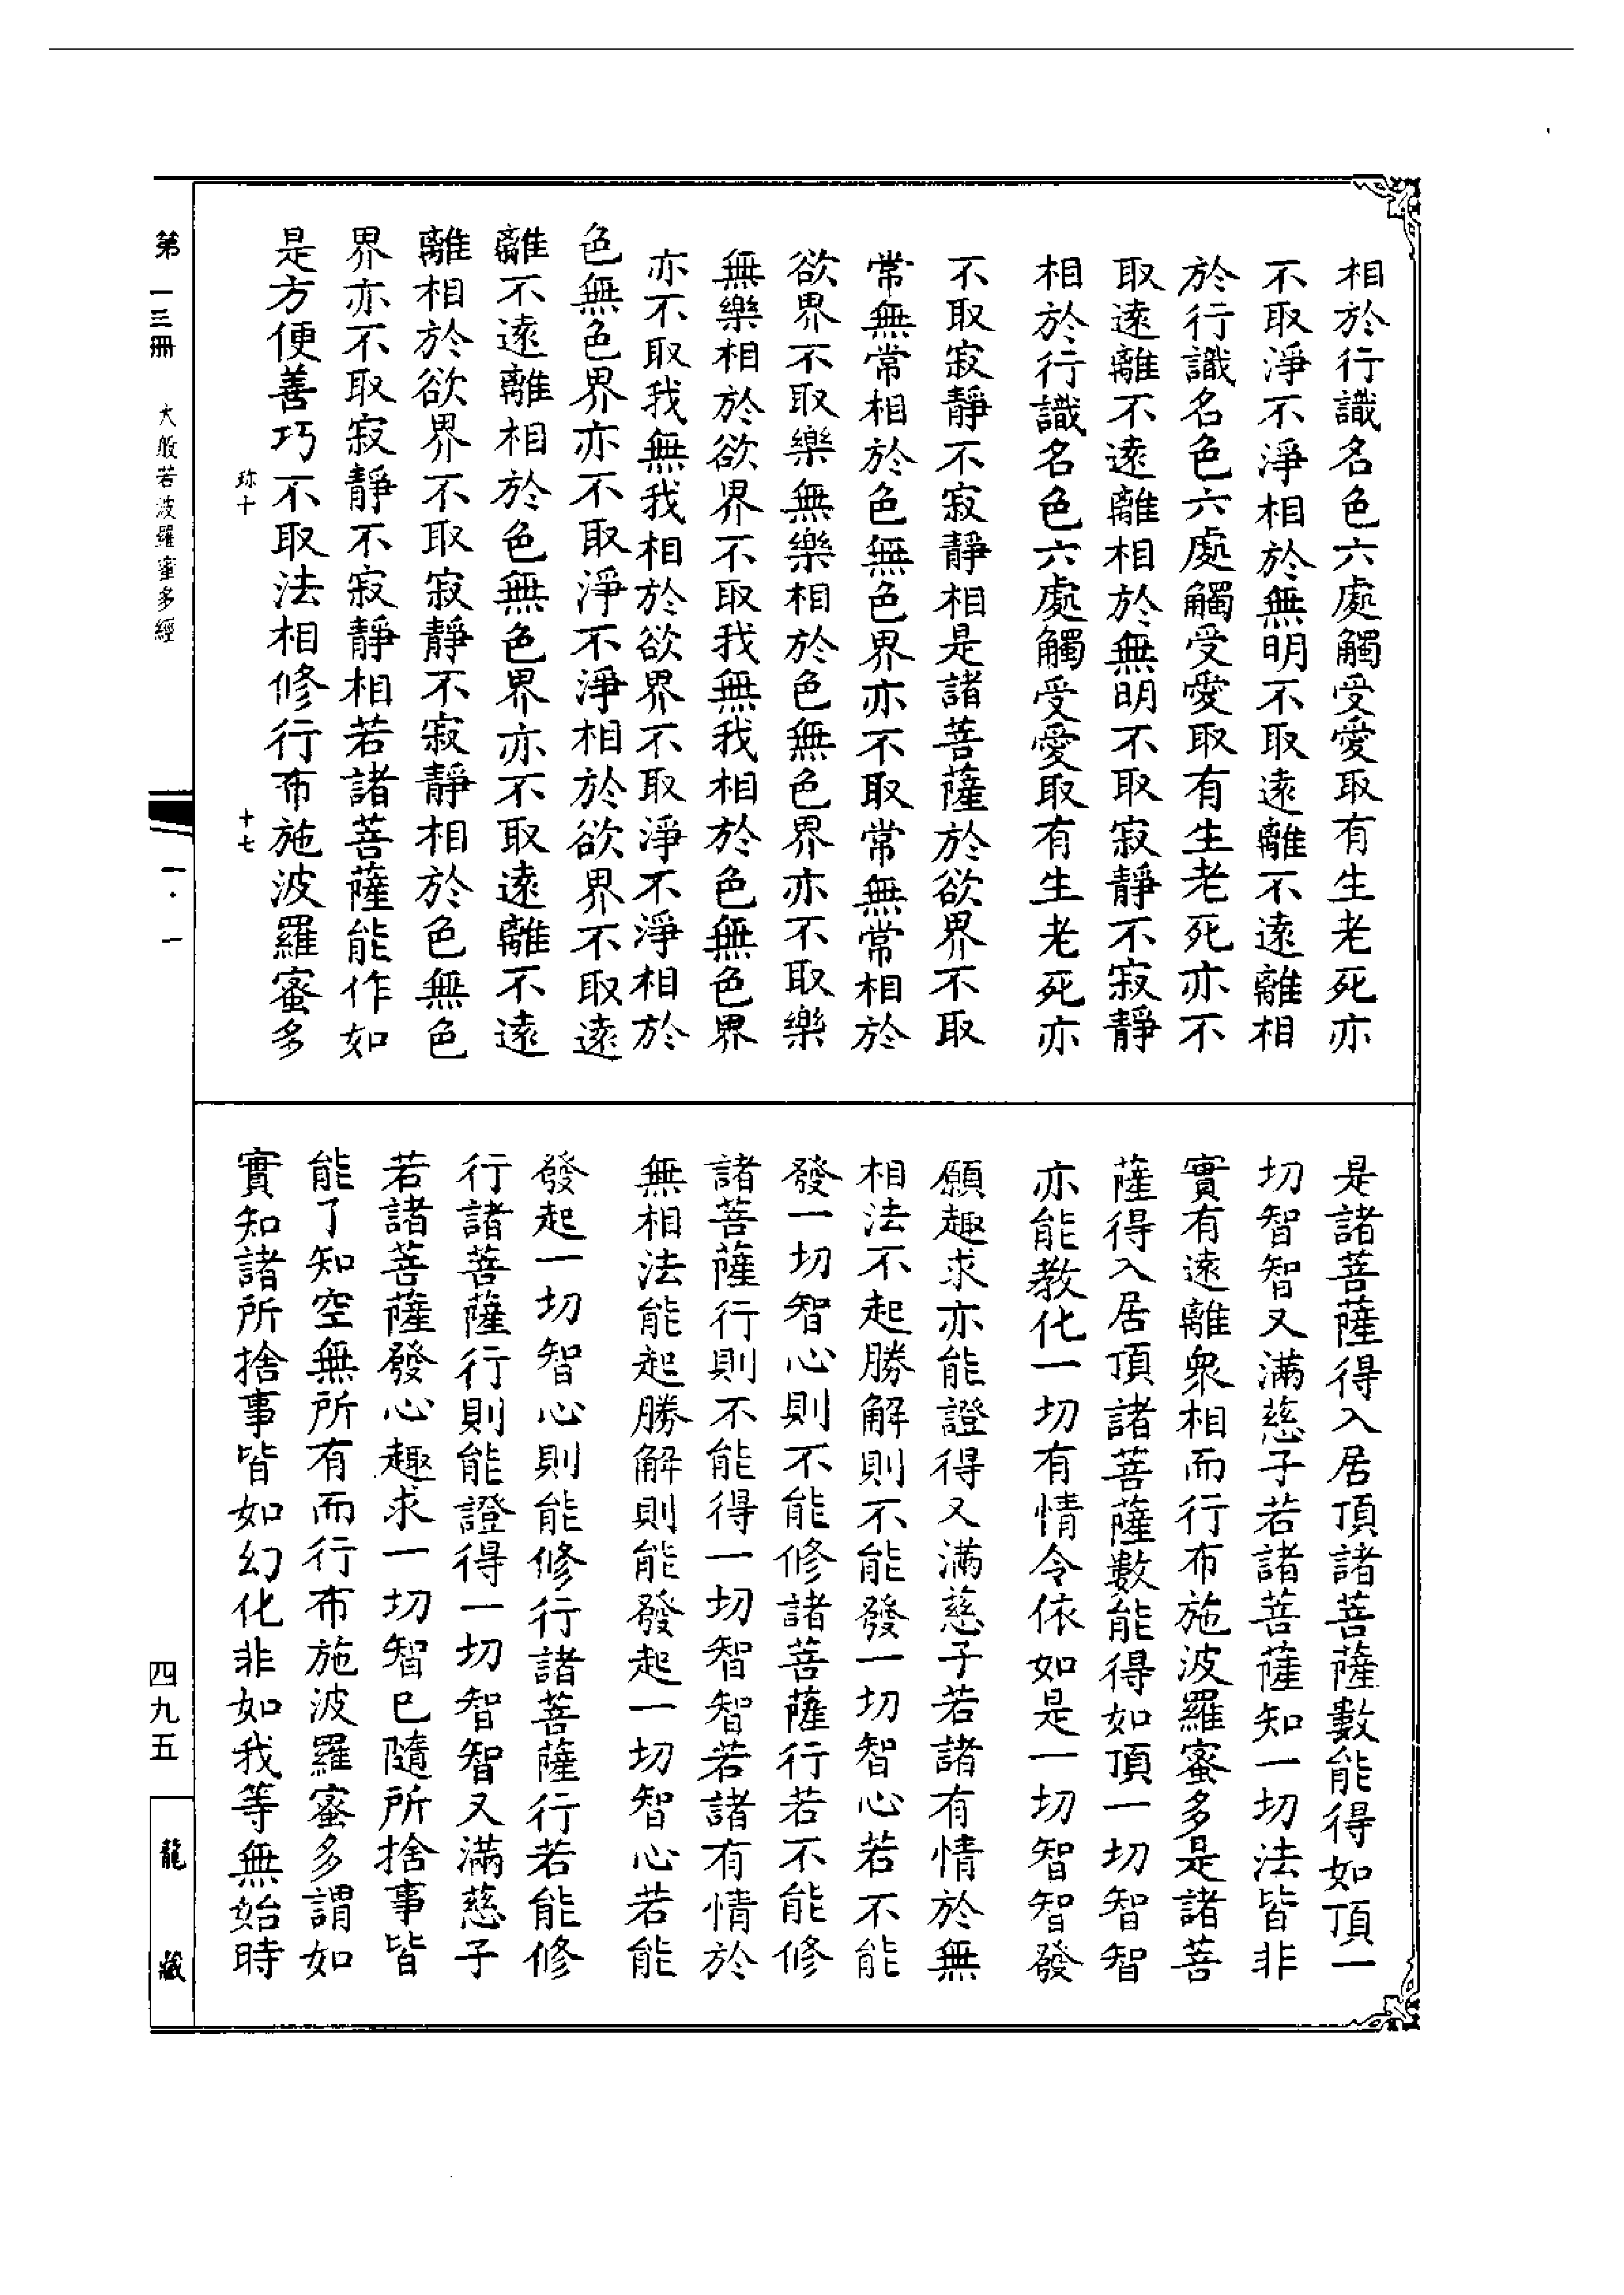 相於行識名色六處觸受愛取有生老死亦
不取淨不淨相於無明不取遠離不遠離相
於行識名色六處觸受愛取有生老死亦不
取遠離不遠離相於無明不取寂靜不寂靜
相於行識名色六處觸受愛取有生老死亦
不取寂靜不寂靜相是諸菩薩於欲界不取
常無常相於色無色界亦不取常無常相於
欲界不取樂無樂相於色無色界亦不取樂
無樂相於欲界不取我無我相於色無色界
亦不取我無我相於欲界不取淨不淨相於
色無色界亦不取淨不淨相於欲界不取遠
離不遠離相於色無色界亦不取遠離不遠
離相於欲界不取寂靜不寂靜相於色無色
界亦不取寂靜不寂靜相若諸菩薩能作如
是方便善巧不取法相修行布施波羅蜜多
珎十
十七
是諸菩薩得入居頂諸菩薩數能得如頂一
切智智又滿慈子若諸菩薩知一切法皆非
實有遠離衆相而行布施波羅蜜多是諸菩
薩得入居頂諸菩薩數能得如頂一切智智
亦能教化一切有情令依如是一切智智發
願趣求亦能證得又滿慈子若諸有情於無
相法不起勝解則不能發一切智心若不能
發一切智心則不能修諸菩薩行若不能修
諸菩薩行則不能得一切智智若諸有情於
無相法能起勝解則能發起一切智心若能
發起一切智心則能修行諸菩薩行若能修
行諸菩薩行則能證得一切智智又滿慈子
若諸菩薩發心趣求一切智智已隨所捨事皆
能了知空無所有而行布施波羅蜜多謂如
實知諸所捨事皆如幻化非如我等無始時
第一三冊
大般若波羅蜜多經
一·一
四九五
龍藏